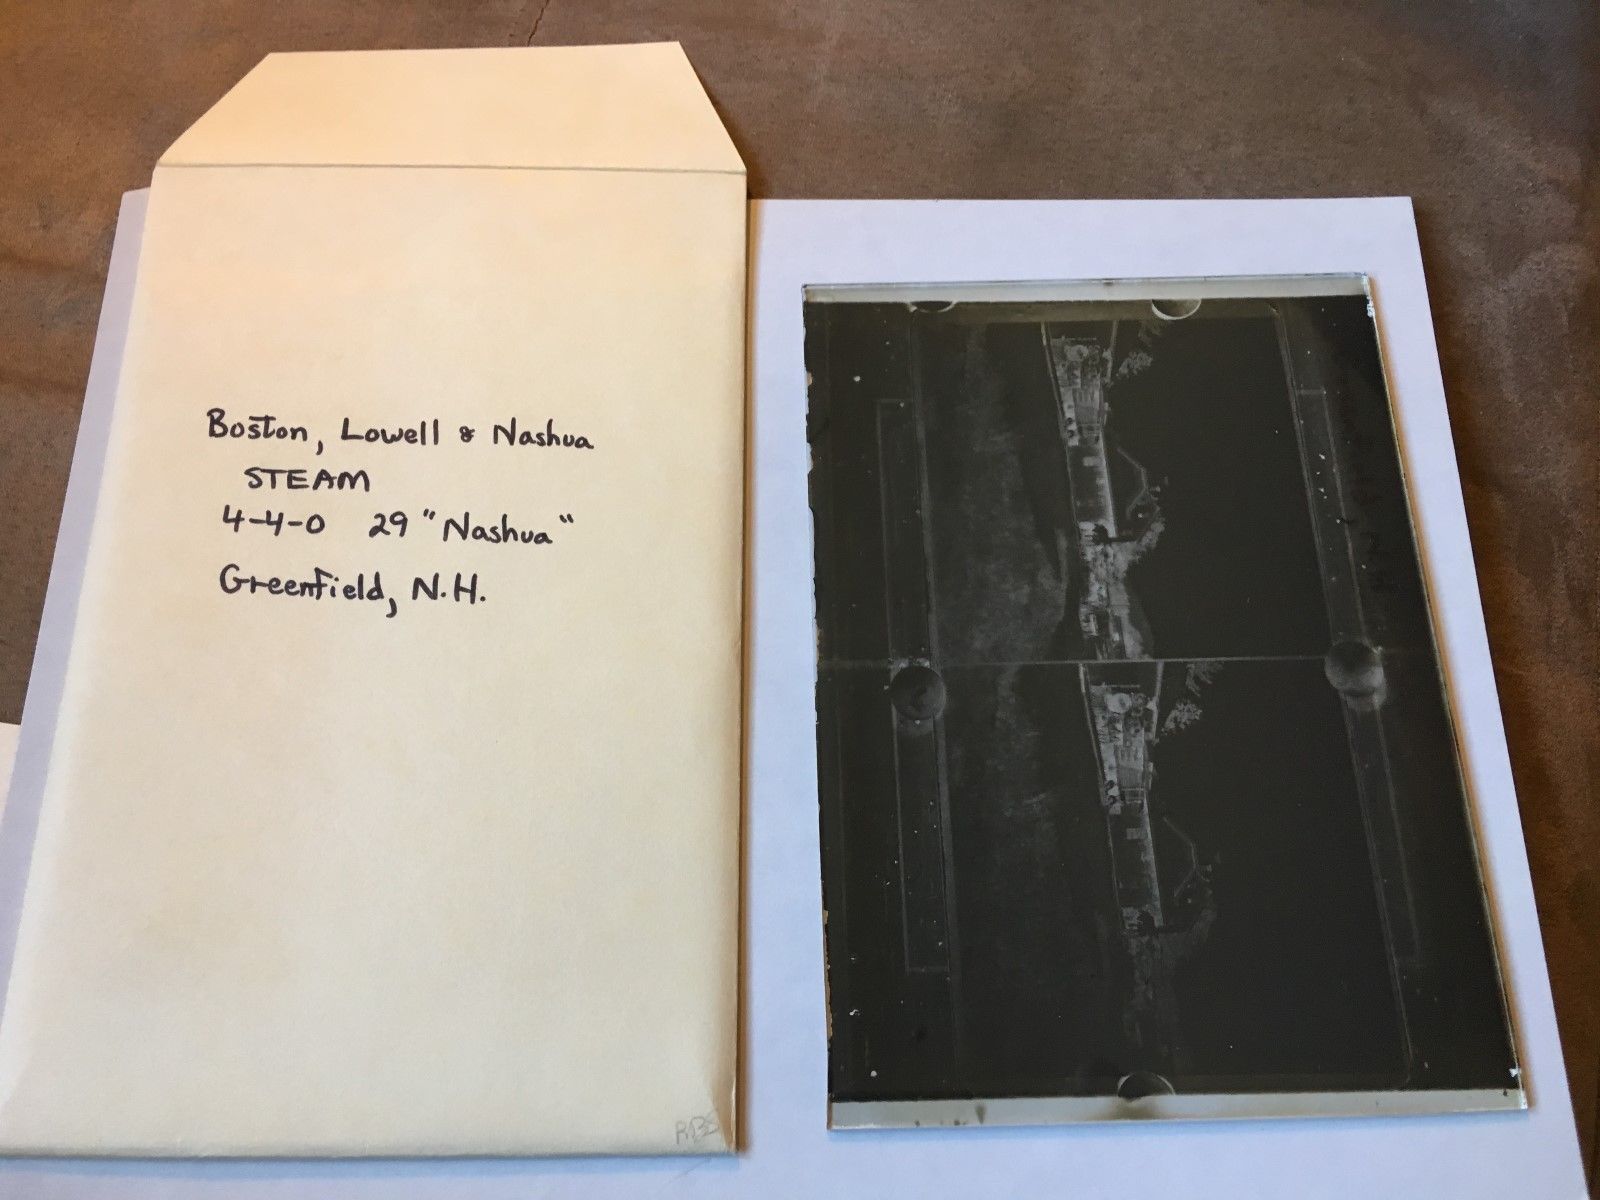 Boston, Lowell & Nashua
STEAM
4-4-0 29 "Nashua"
Greenfield, N.H.